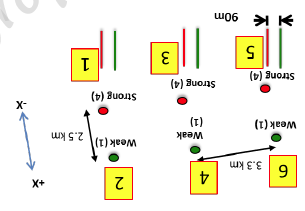 6
4
2
+X
3.3 km
Weak (1)
Weak
(1)
Weak (1)
2.5 km
Strong (4)
Strong (4)
Strong (4)
X-
5
3
1
90m